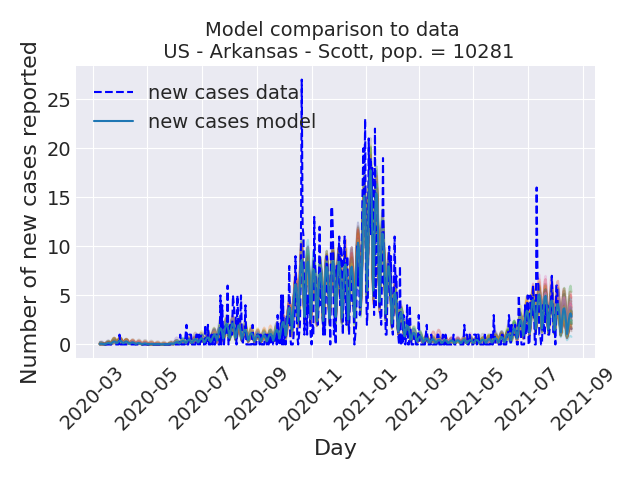 Model comparison to data
US - Arkansas - Scott, pop. = 10281
Number of new cases reported
25
20
15
10
5
0
new cases data
new cases model
2020-03
2020-05
2020-07
2020-09
2020-11
2021-01
2021-03
2021-05
2021-07
2021-09
Day